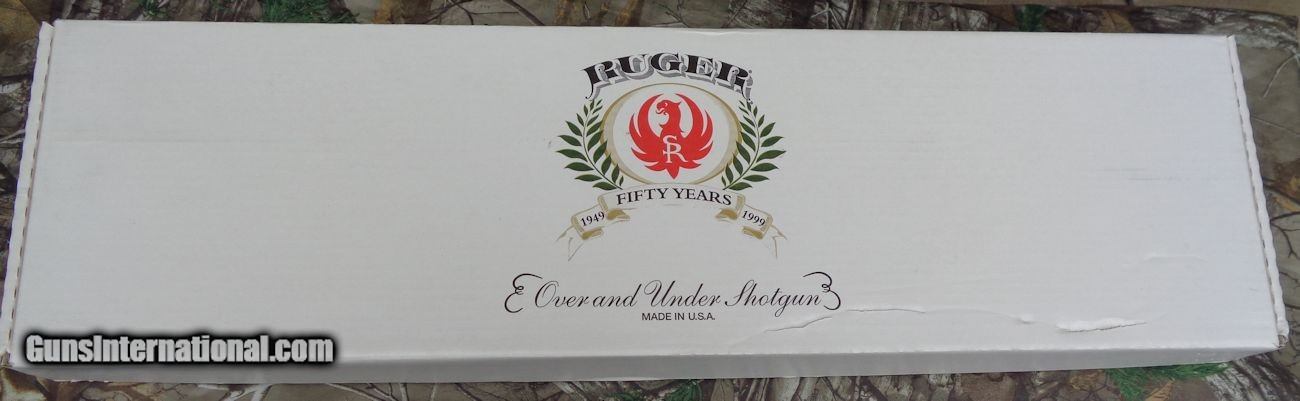 RUGER
SR
FIFTY YEARS
1949 1999
Over and Under Shotgun
MADE IN U.S.A.
GunsInternational.com